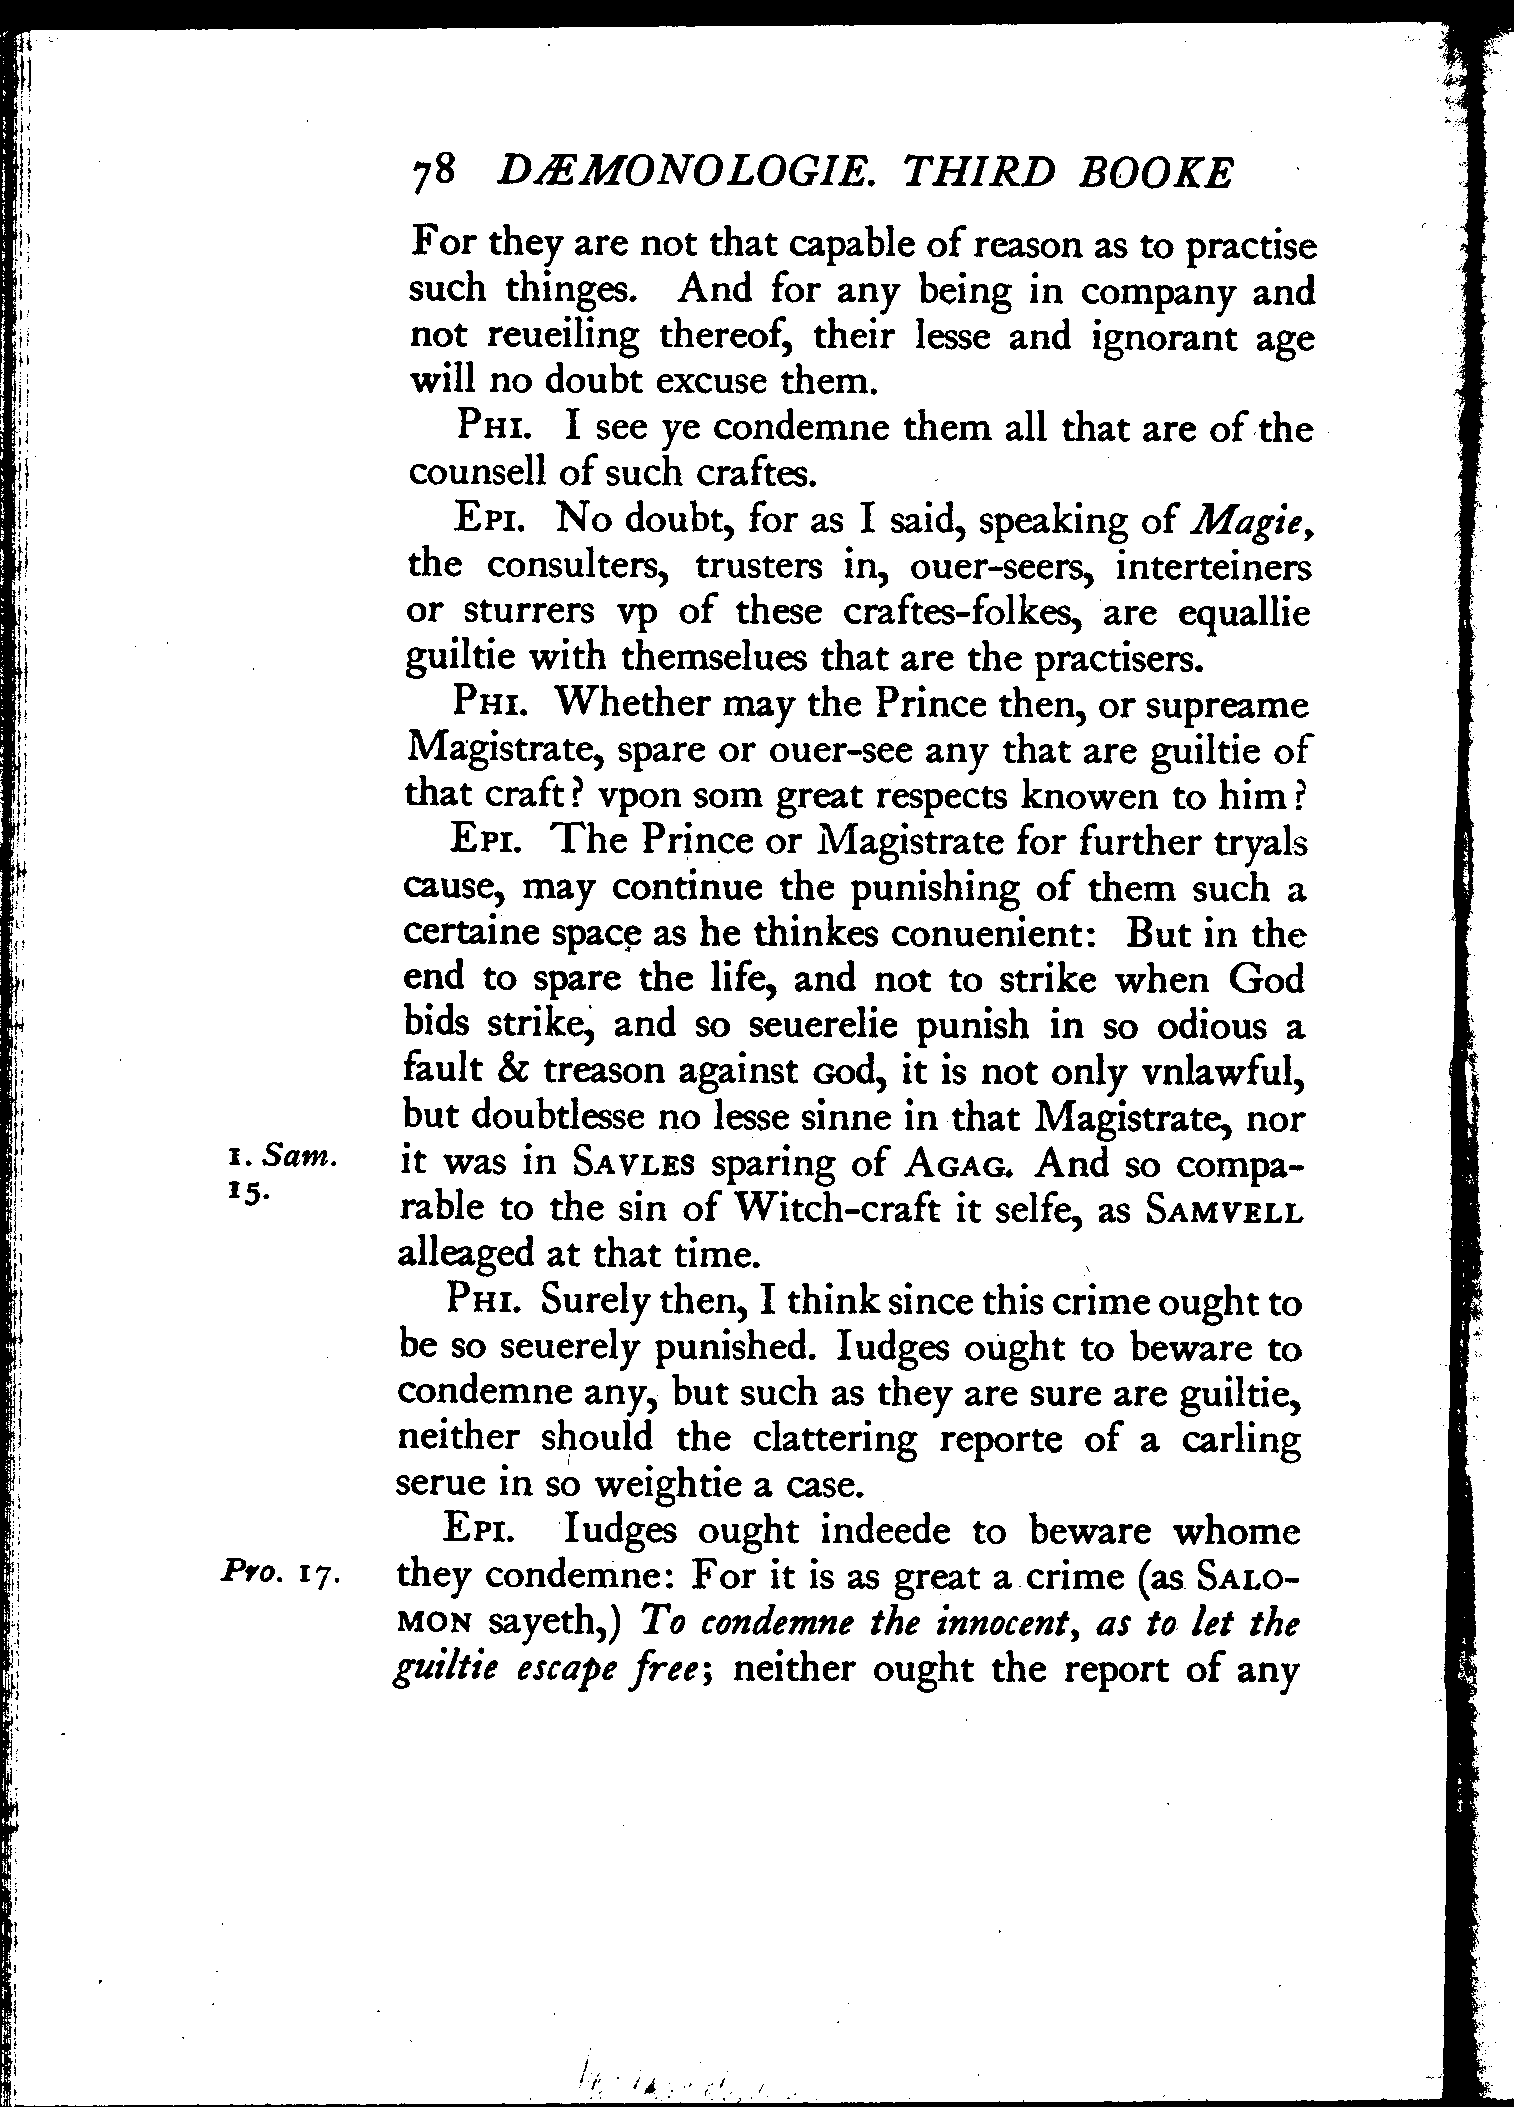 78 DÆMONOLOGIE. THIRD BOOKE
For they are not that capable of reason as to practise
such thinges. And for any being in company and
not reueiling thereof, their lesse and ignorant age
will no doubt excuse them.
PHI. I see ye condemne them all that are of the
counsell of such craftes.
EPI. No doubt, for as I said, speaking of Magie,
the consulters, trusters in, ouer-seers, interteiners
or sturrers vp of these craftes-folkes, are equallie
guiltie with themselues that are the practisers.
PHI. Whether may the Prince then, or supreame
Magistrate, spare or ouer-see any that are guiltie of
that craft? vpon som great respects knowen to him?
EPI. The Prince or Magistrate for further tryals
cause, may continue the punishing of them such a
certaine space as he thinkes conuenient: But in the
end to spare the life, and not to strike when God
bids strike, and so seuerelie punish in so odious a
fault & treason against God, it is not only vnlawful,
but doubtlesse no lesse sinne in that Magistrate, nor
1. Sam. it was in SAVLES sparing of AGAG. And so compa-
15. rable to the sin of Witch-craft it selfe, as SAMVELL
alleaged at that time.
PHI. Surely then, I think since this crime ought to
be so seuerely punished. Iudges ought to beware to
condemne any, but such as they are sure are guiltie,
neither should the clattering reporte of a carling
serue in so weightie a case.
EPI. Iudges ought indeede to beware whome
Pro. 17. they condemne: For it is as great a crime (as SALO-
MON sayeth,) To condemne the innocent, as to let the
guiltie escape free; neither ought the report of any